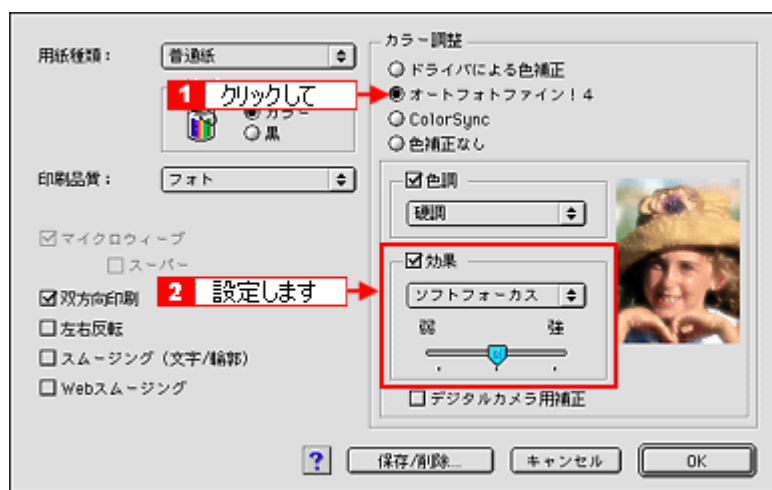 用紙種類：
普通紙
1 クリックして
カラー
黒
印刷品質：
フォト
マイクロウィーブ
スーパー
双方向印刷
2 設定します
左右反転
スムージング（文字/輪郭）
Webスムージング
カラー調整
ドライバによる色補正
オートフォトファイン！4
ColorSync
色補正なし
色調
硬調
効果
ソフトフォーカス
弱 強
デジタルカメラ用補正
?
保存/削除...
キャンセル
OK